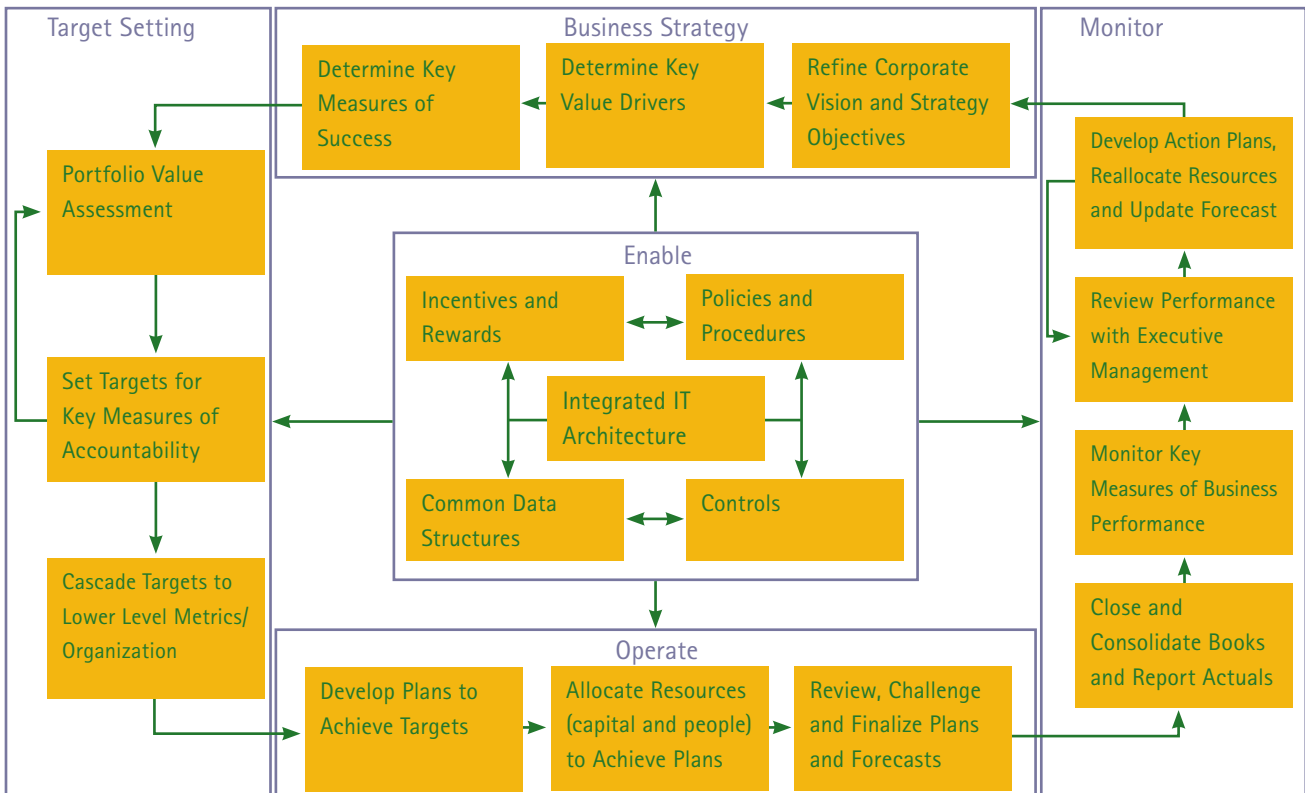 Target Setting
Portfolio Value
Assessment
Set Targets for
Key Measures of
Accountability
Cascade Targets to
Lower Level Metrics/
Organization
Business Strategy
Determine Key
Measures of
Success
Determine Key
Value Drivers
Refine Corporate
Vision and Strategy
Objectives
Enable
Incentives and
Rewards
Policies and
Procedures
Integrated IT
Architecture
Common Data
Structures
Controls
Operate
Develop Plans to
Achieve Targets
Allocate Resources
(capital and people)
to Achieve Plans
Review, Challenge
and Finalize Plans
and Forecasts
Monitor
Develop Action Plans,
Reallocate Resources
and Update Forecast
Review Performance
with Executive
Management
Monitor Key
Measures of Business
Performance
Close and
Consolidate Books
and Report Actuals